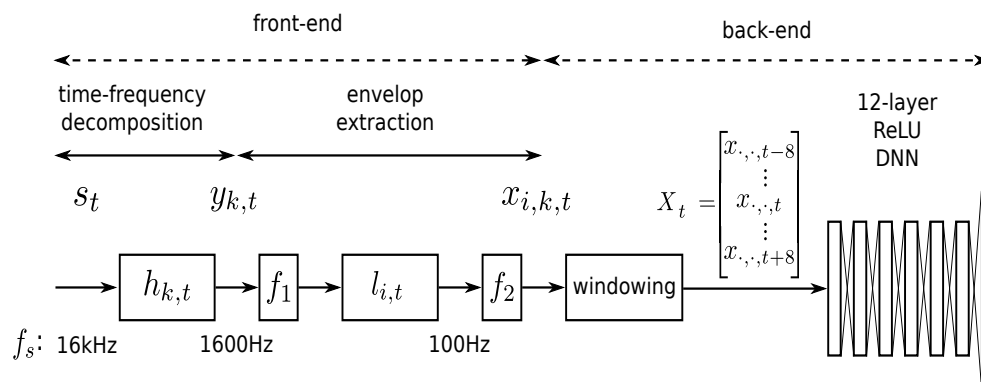 front-end
back-end
time-frequency
decomposition
envelop
extraction
12-layer
ReLU
DNN
s_t
y_{k,t}
x_{i,k,t}
X_t = [x_{·,·,t−8} ⋮ x_{·,·,t} ⋮ x_{·,·,t+8}]
h_{k,t}
f_1
l_{i,t}
f_2
windowing
f_s:
16kHz
1600Hz
100Hz